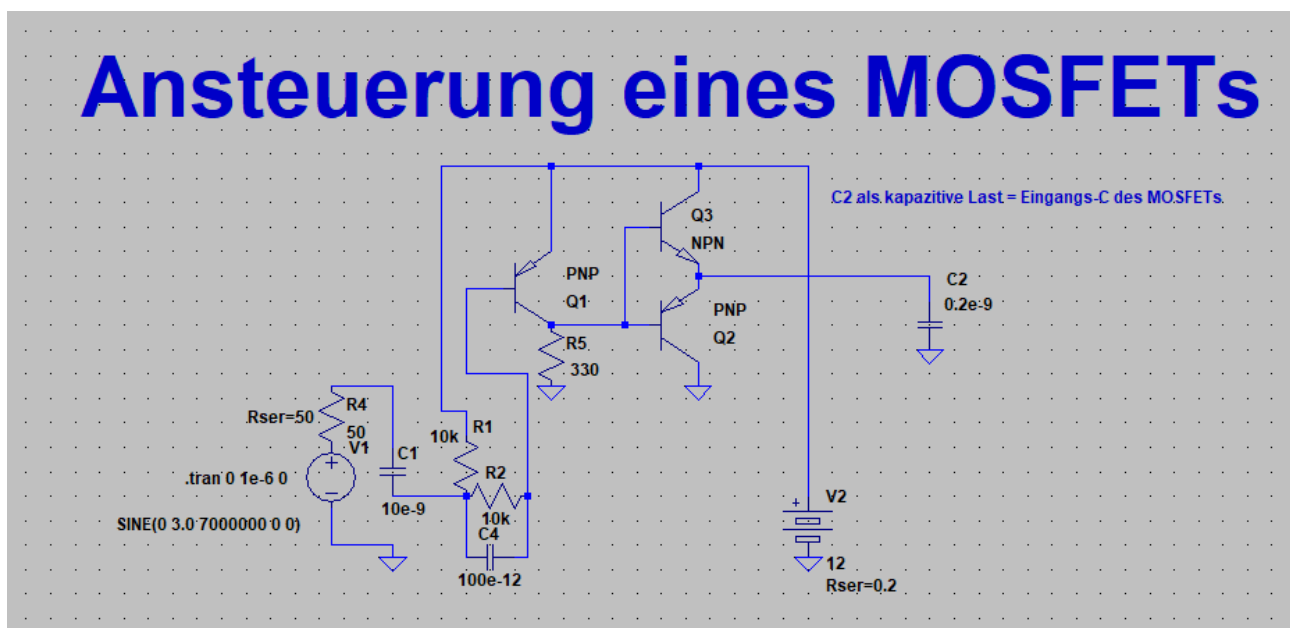 Ansteuerung eines MOSFETs
C2 als kapazitive Last = Eingangs-C des MOSFETs
Q3
NPN
PNP
Q1
C2
0.2e-9
PNP
Q2
R5
330
R4
Rser=50
50
V1
R1
10k
C1
R2
.tran 0 1e-6 0
10e-9
10k
V2
SINE(0 3.0 7000000 0 0)
C4
12
100e-12
Rser=0.2